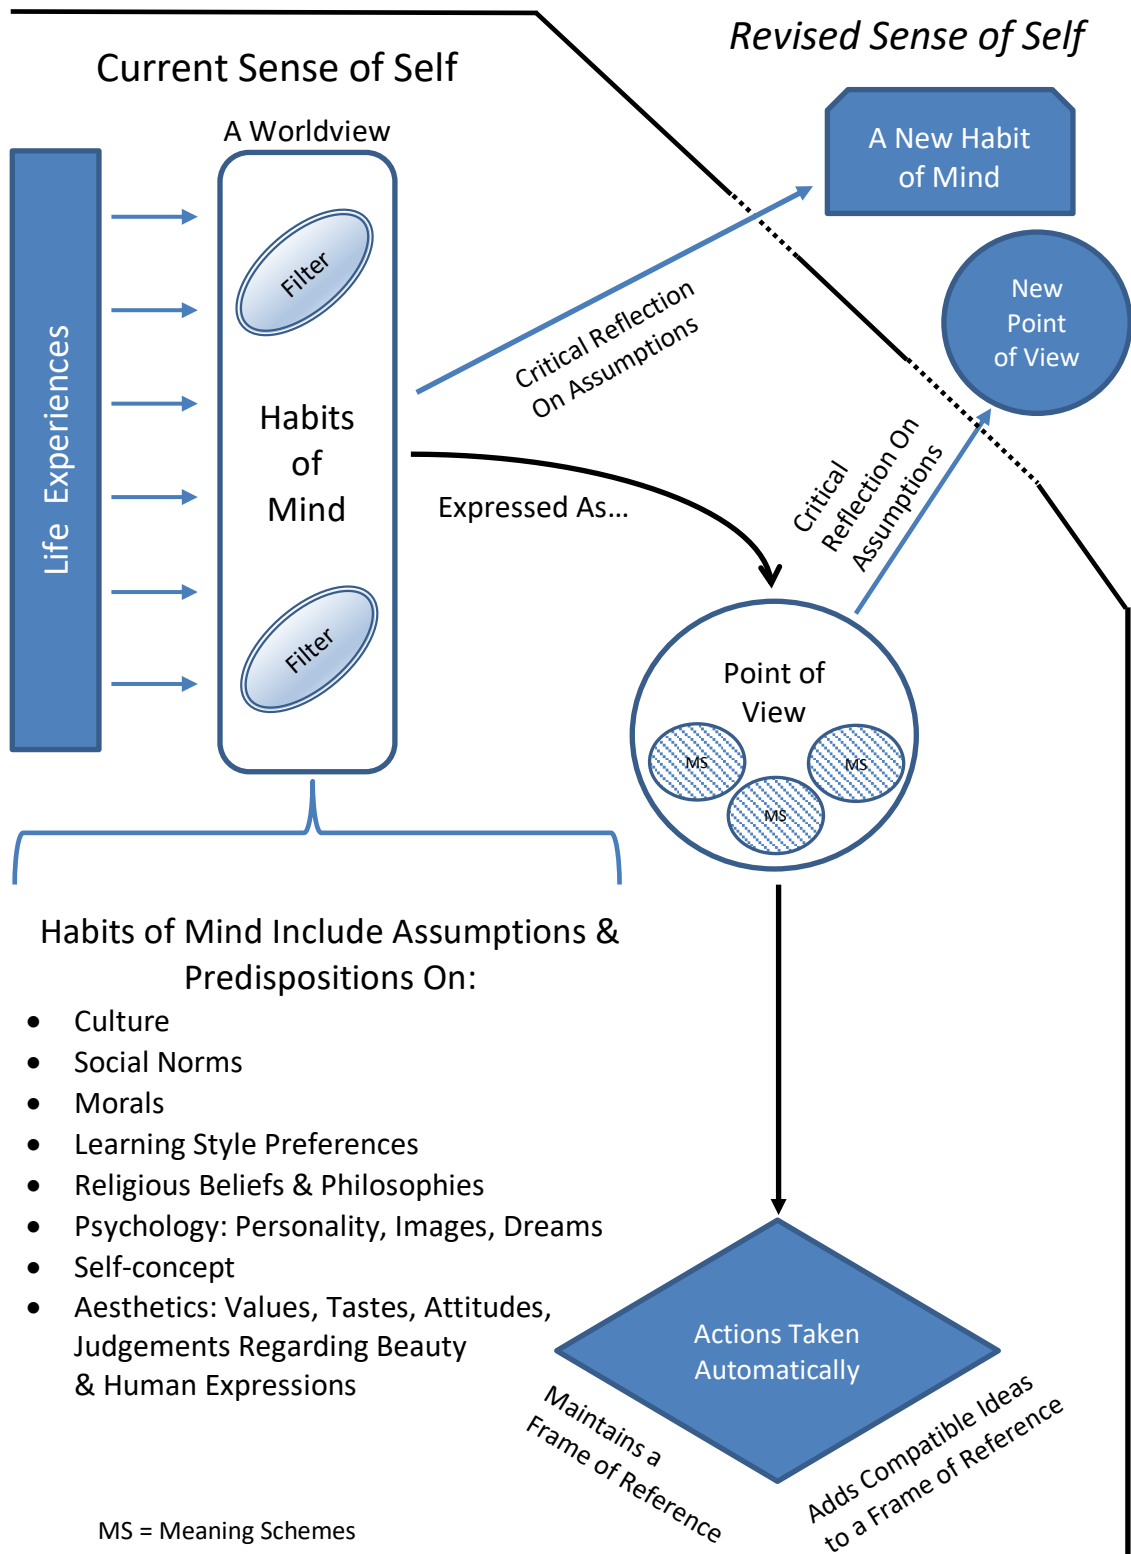 Revised Sense of Self
Current Sense of Self
A Worldview
A New Habit
of Mind
Life Experiences
Filter
Habits
of
Mind
Filter
New
Point
of View
Critical Reflection
On Assumptions
Critical
Reflection On
Assumptions
Expressed As...
Point of
View
MS
MS
MS
Habits of Mind Include Assumptions &
Predispositions On:
• Culture
• Social Norms
• Morals
• Learning Style Preferences
• Religious Beliefs & Philosophies
• Psychology: Personality, Images, Dreams
• Self-concept
• Aesthetics: Values, Tastes, Attitudes,
Judgements Regarding Beauty
& Human Expressions
Actions Taken
Automatically
Maintains a
Frame of Reference
Adds Compatible Ideas
to a Frame of Reference
MS = Meaning Schemes